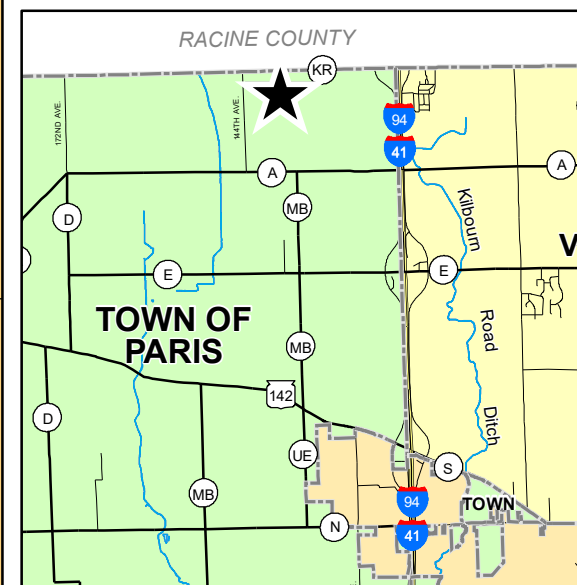 RACINE COUNTY
KR
172ND AVE.
144TH AVE.
94
41
A
A
MB
Kilbourn
D
V
E
E
TOWN OF
PARIS
Road
MB
142
Ditch
D
UE
S
MB
94
TOWN
N
41